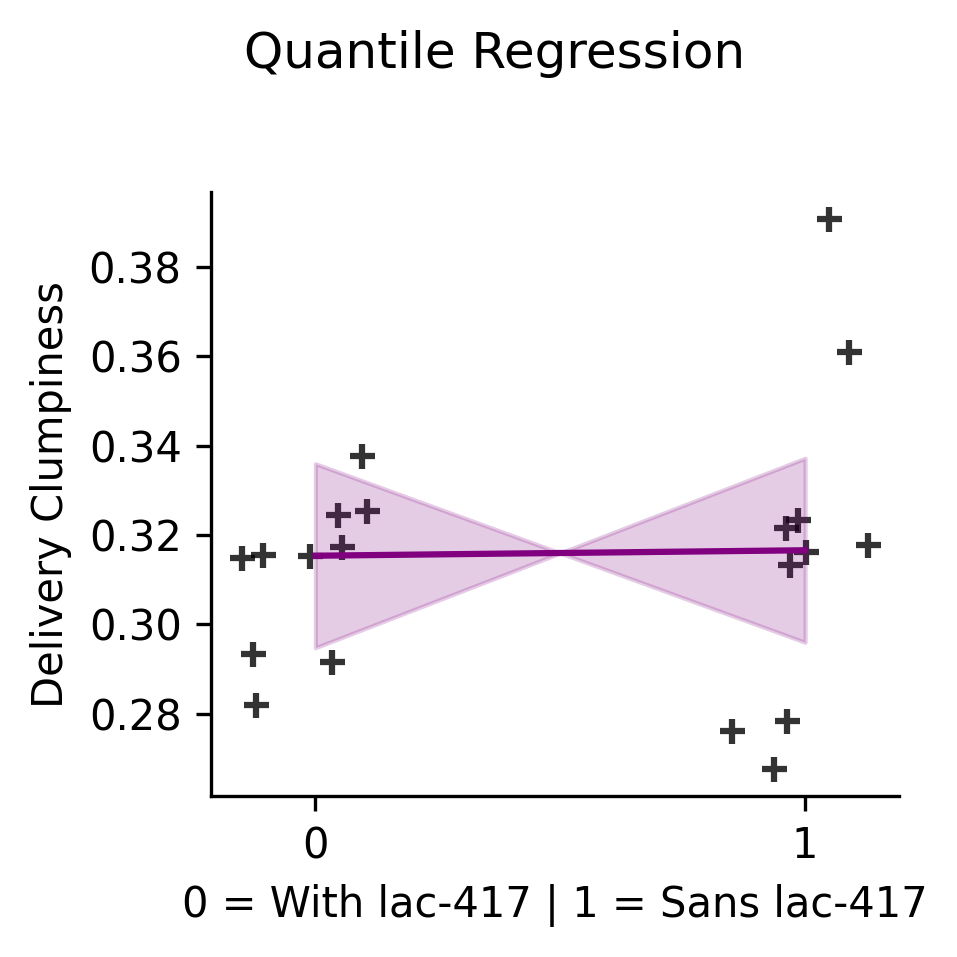 Quantile Regression
Delivery Clumpiness
0.38
0.36
0.34
0.32
0.30
0.28
0 1
0 = With lac-417 | 1 = Sans lac-417